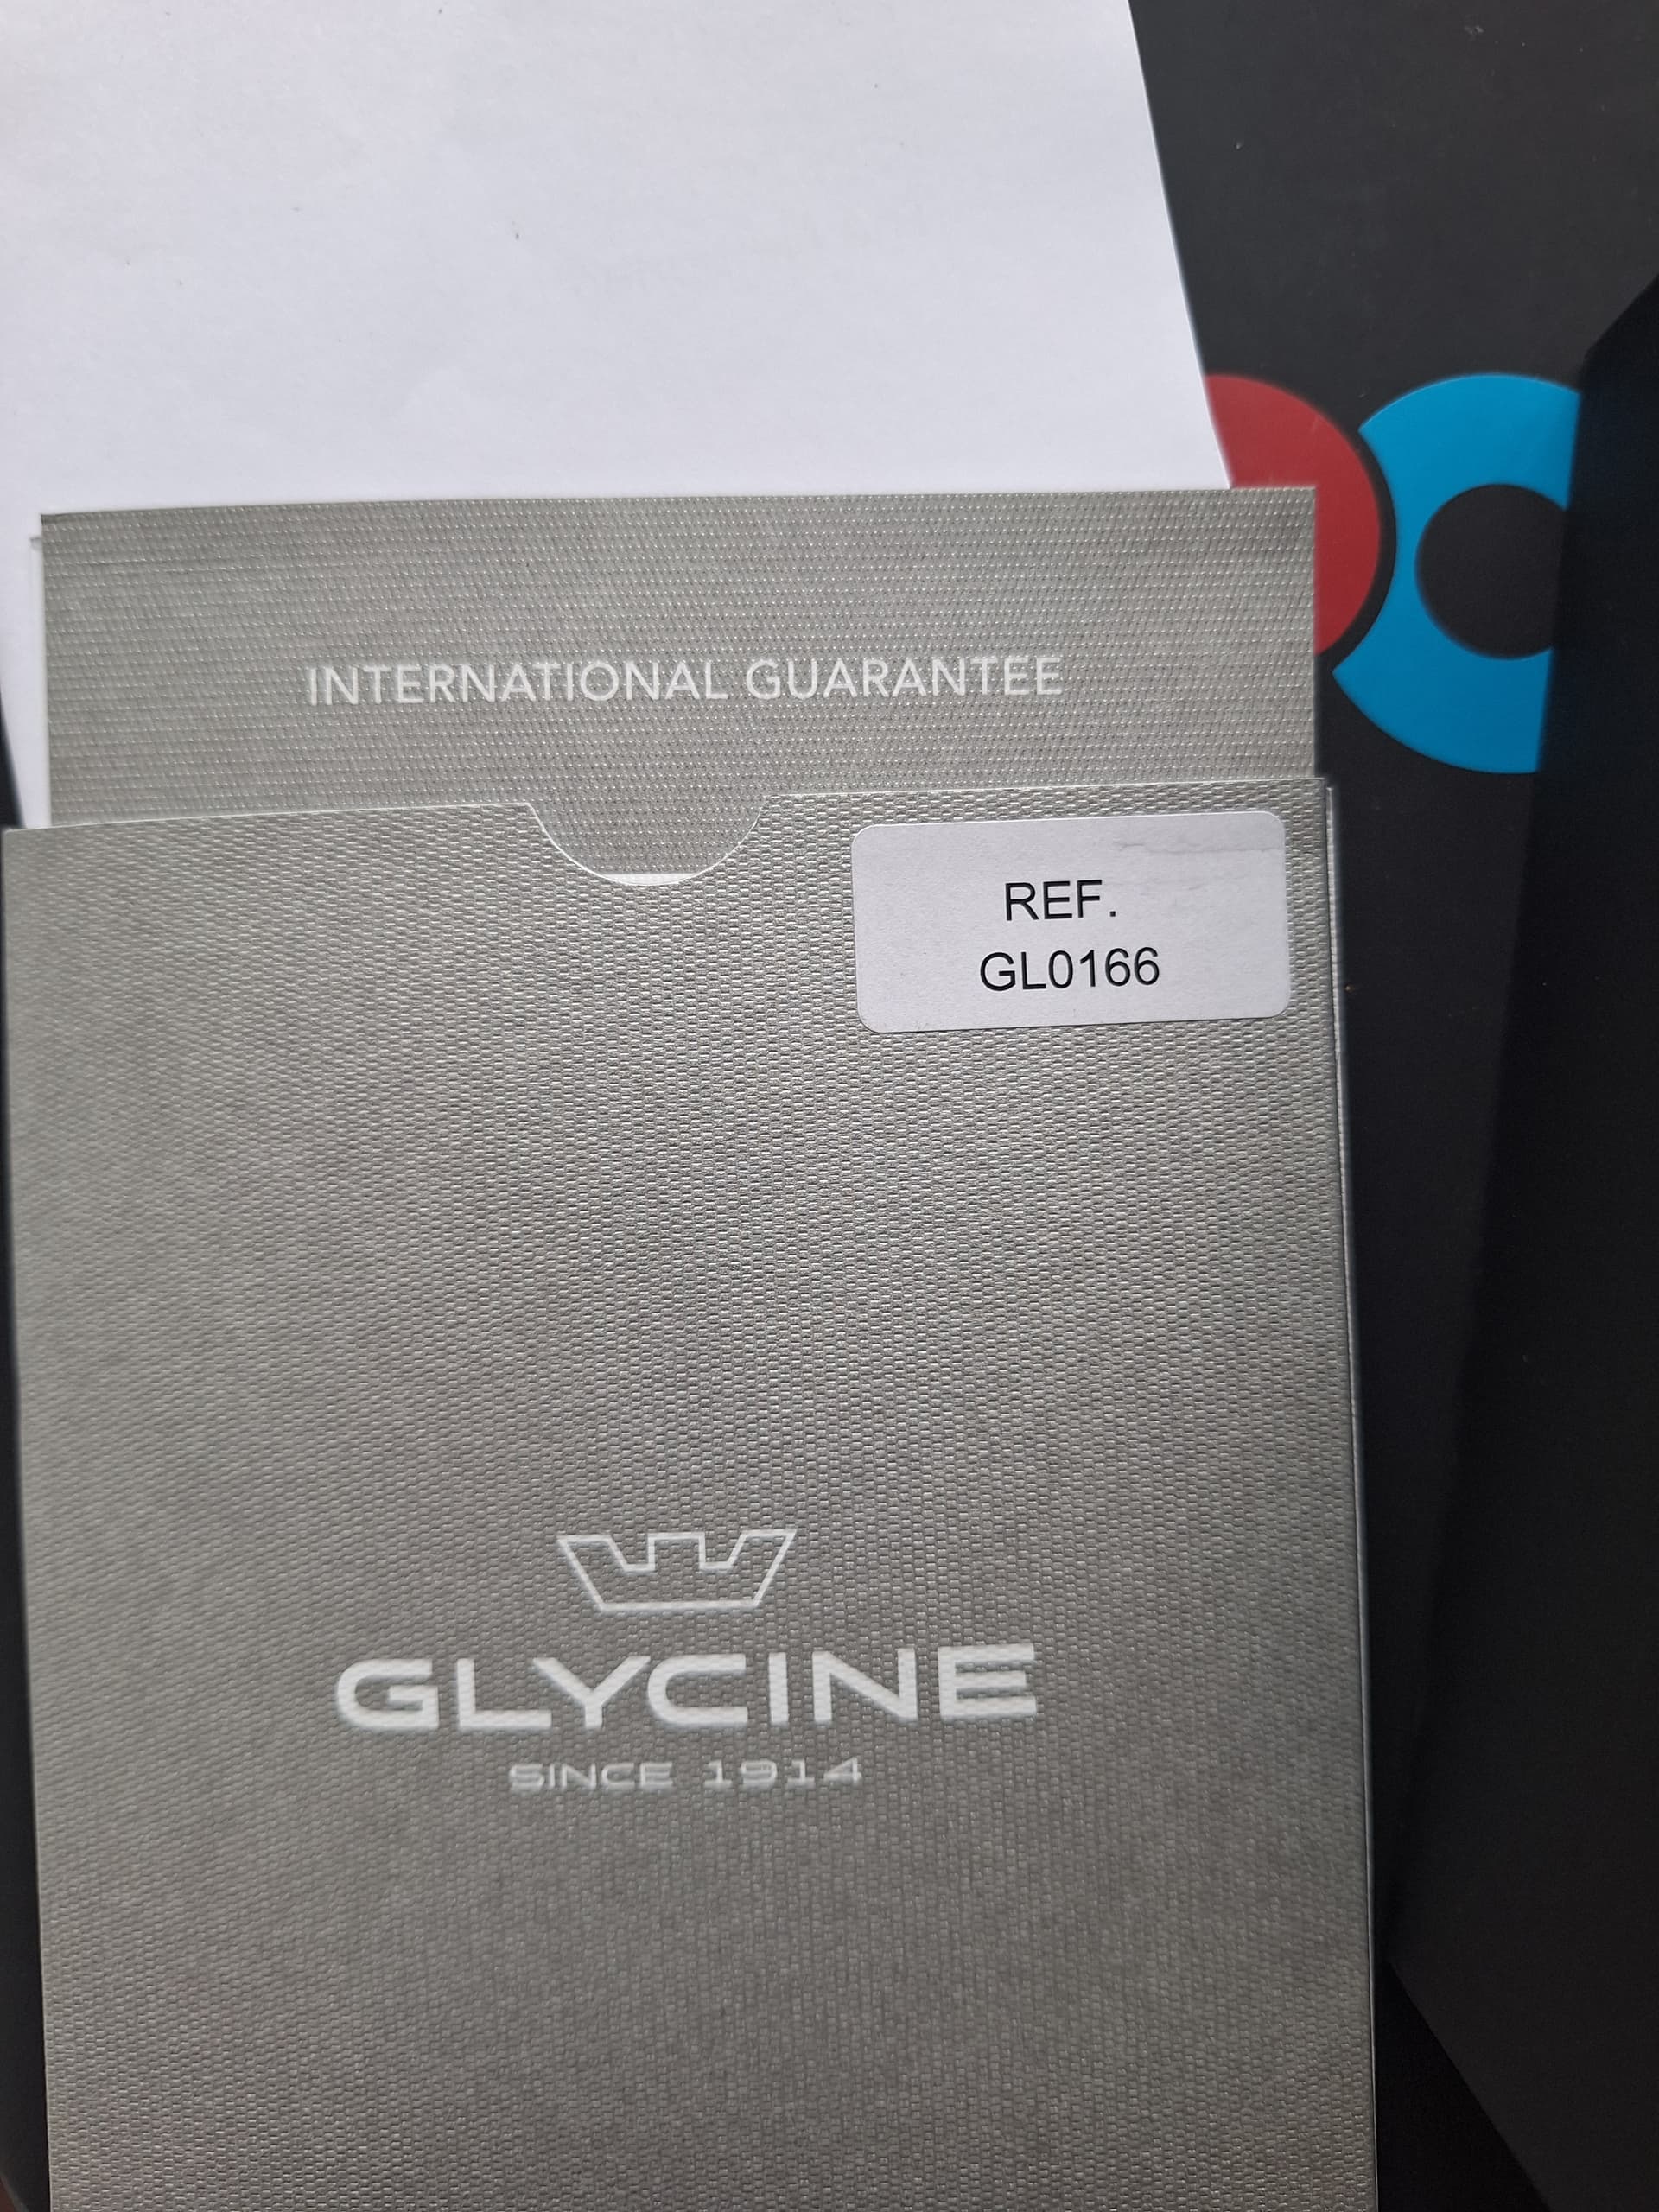 INTERNATIONAL GUARANTEE
REF.
GL0166
GLYCINE
SINCE 1914